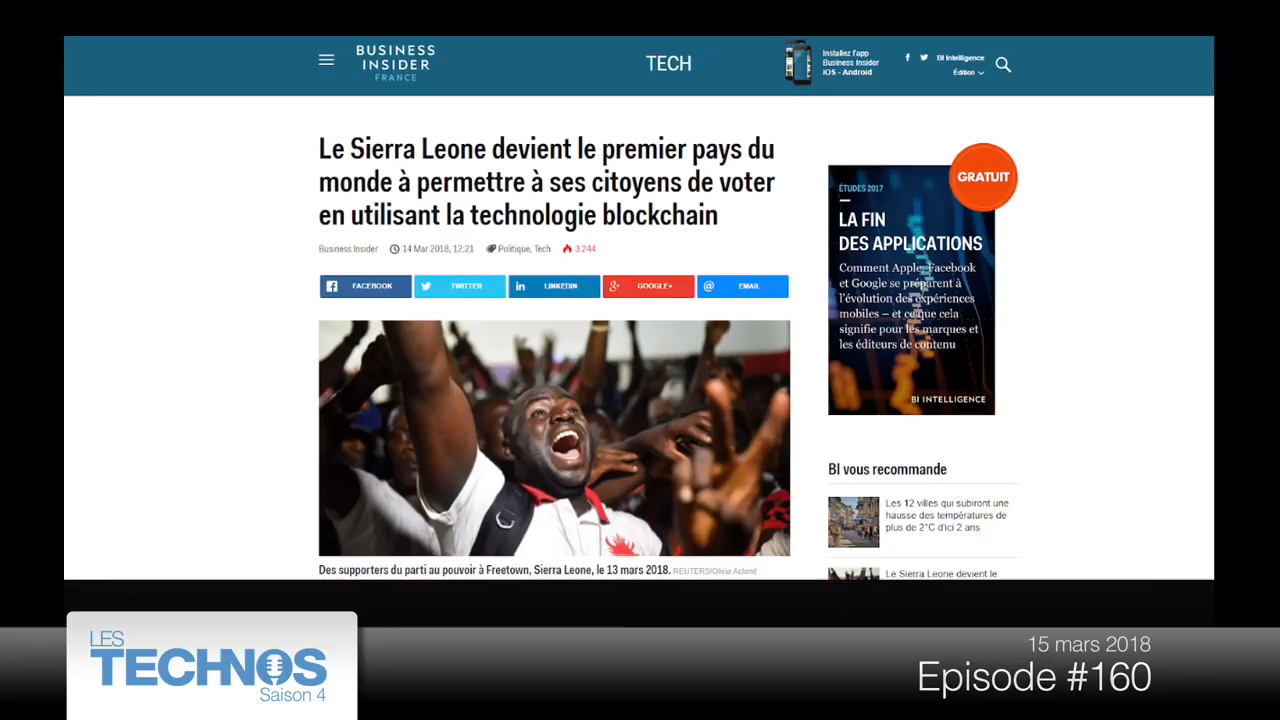 BUSINESS
INSIDER
FRANCE
TECH
Installez l'app
Business Insider
iOS - Android
BI Intelligence
Édition
Le Sierra Leone devient le premier pays du
monde à permettre à ses citoyens de voter
en utilisant la technologie blockchain
Business Insider
14 Mar 2018, 12:21
Politique, Tech
3 244
FACEBOOK
TWITTER
LINKEDIN
GOOGLE+
EMAIL
Des supporters du parti au pouvoir à Freetown, Sierra Leone, le 13 mars 2018. REUTERS/Olivia Acland
GRATUIT
ÉTUDES 2017
LA FIN
DES APPLICATIONS
Comment Apple, Facebook
et Google se préparent à
l'évolution des expériences
mobiles – et ce que cela
signifie pour les marques et
les éditeurs de contenu
BI INTELLIGENCE
BI vous recommande
Les 12 villes qui subiront une
hausse des températures de
plus de 2°C d'ici 2 ans
Le Sierra Leone devient le
LES
TECHNOS
Saison 4
15 mars 2018
Episode #160